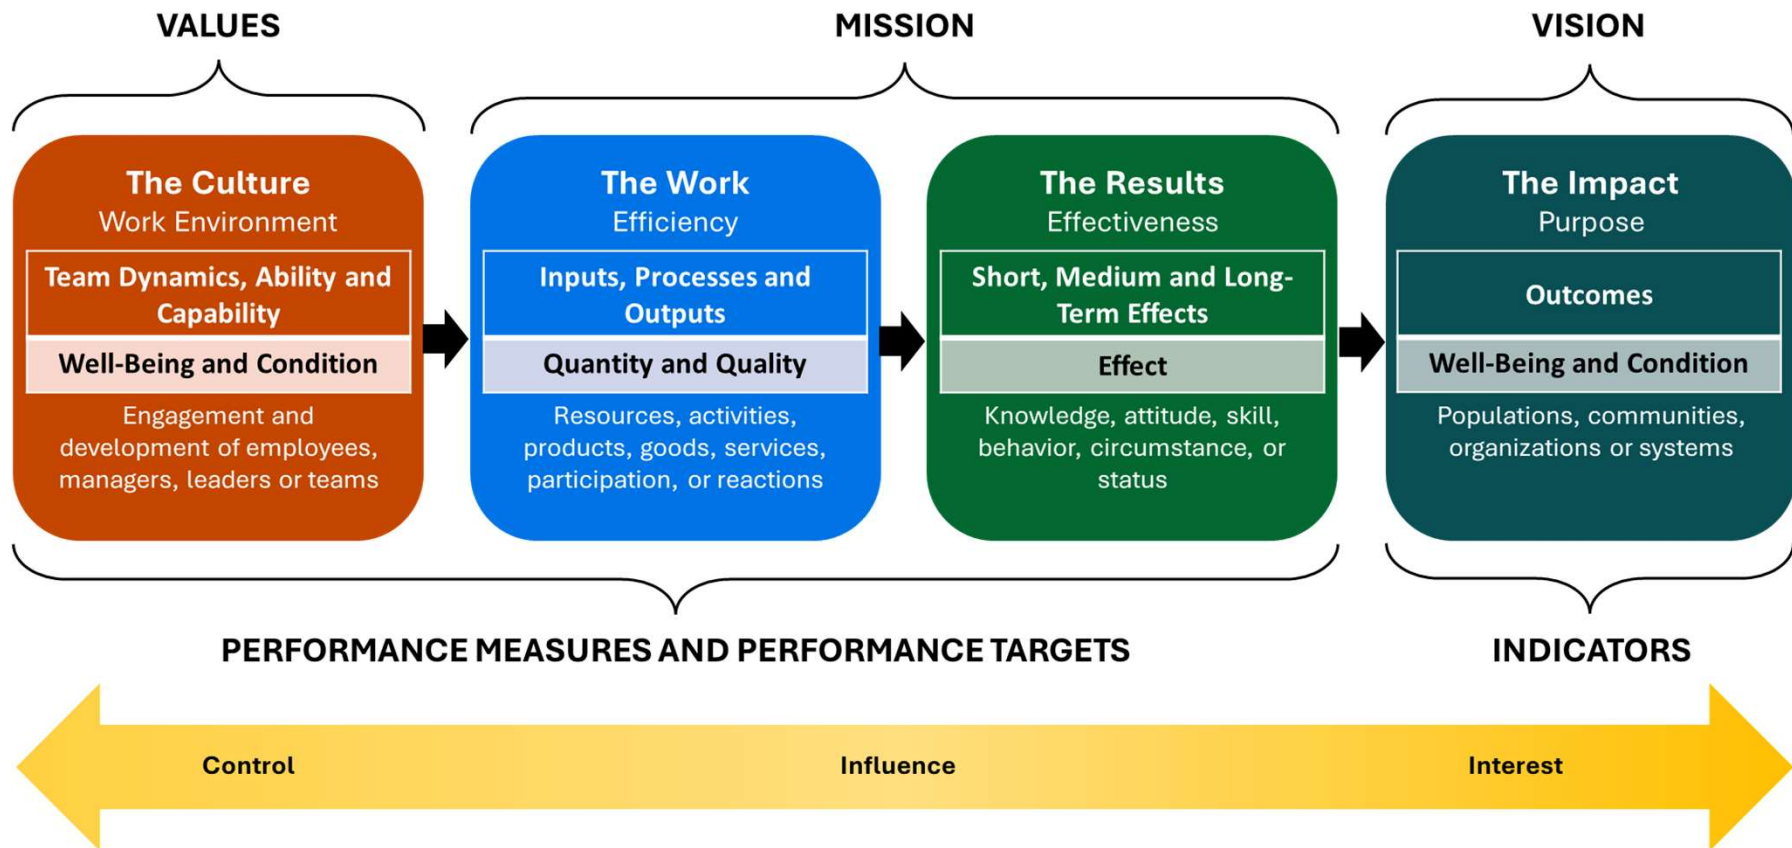 VALUES
MISSION
VISION
The Culture
Work Environment
Team Dynamics, Ability and
Capability
Well-Being and Condition
Engagement and
development of employees,
managers, leaders or teams
The Work
Efficiency
Inputs, Processes and
Outputs
Quantity and Quality
Resources, activities,
products, goods, services,
participation, or reactions
The Results
Effectiveness
Short, Medium and Long-
Term Effects
Effect
Knowledge, attitude, skill,
behavior, circumstance, or
status
The Impact
Purpose
Outcomes
Well-Being and Condition
Populations, communities,
organizations or systems
PERFORMANCE MEASURES AND PERFORMANCE TARGETS
INDICATORS
Control
Influence
Interest